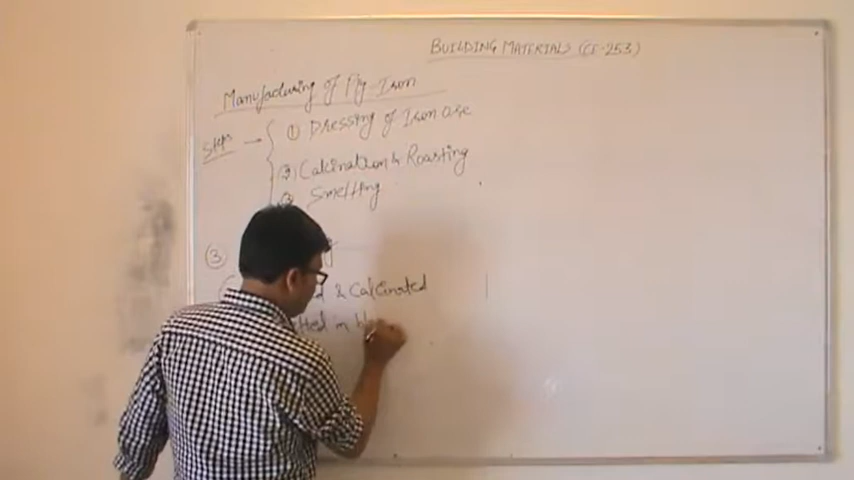 BUILDING MATERIALS (CE-253)
Manufacturing of Pig Iron
Steps → ① Dressing of Iron Ore
② Calcination & Roasting
③ Smelting
③
& Calcinated
in